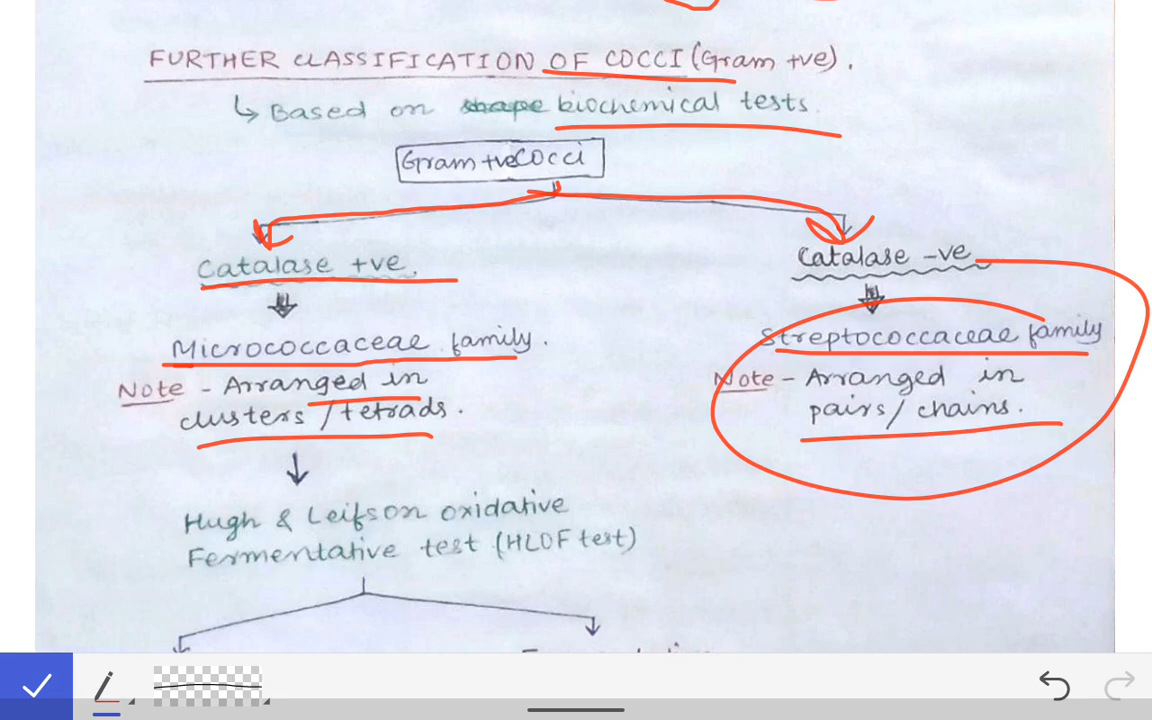 FURTHER CLASSIFICATION OF COCCI (Gram +ve).
↳ Based on shape biochemical tests.
Gram +ve Cocci
Catalase +ve.
Catalase -ve
Micrococcaceae family.
Streptococcaceae family
Note - Arranged in
clusters / tetrads.
Note - Arranged in
pairs / chains.
Hugh & Leifson oxidative
Fermentative test (HLOF test)